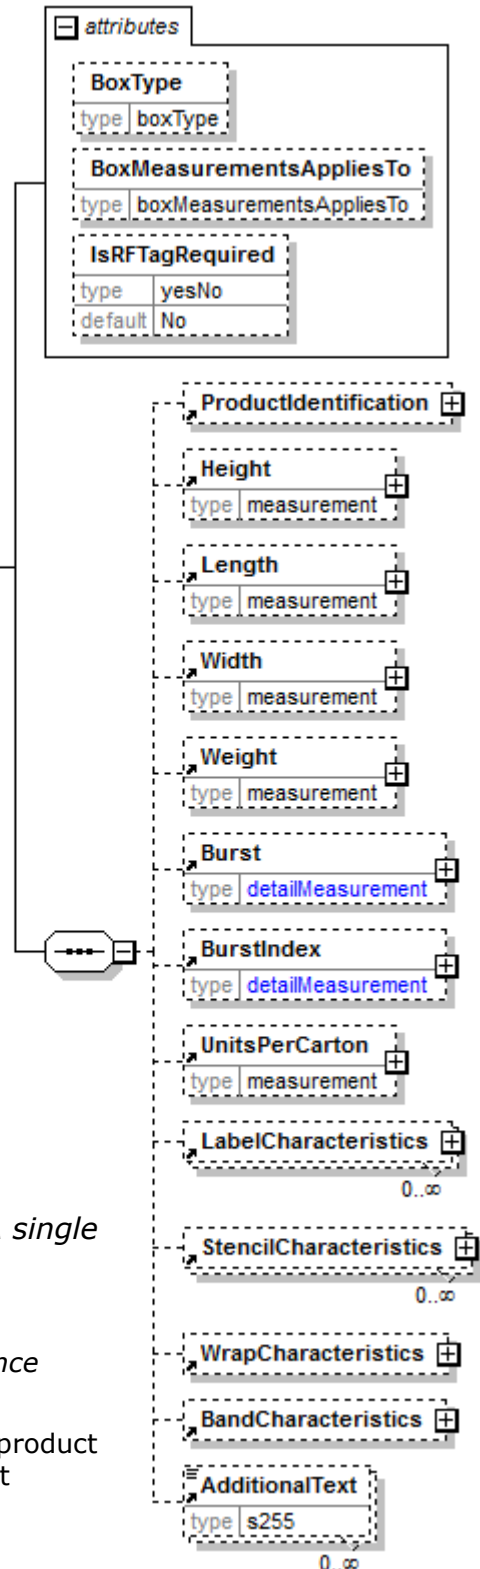 attributes
BoxType
type boxType
BoxMeasurementsAppliesTo
type boxMeasurementsAppliesTo
IsRFTagRequired
type yesNo
default No
ProductIdentification
Height
type measurement
Length
type measurement
Width
type measurement
Weight
type measurement
Burst
type detailMeasurement
BurstIndex
type detailMeasurement
UnitsPerCarton
type measurement
LabelCharacteristics
0..∞
single
StencilCharacteristics
0..∞
nce
WrapCharacteristics
BandCharacteristics
product
t
AdditionalText
type s255
0..∞